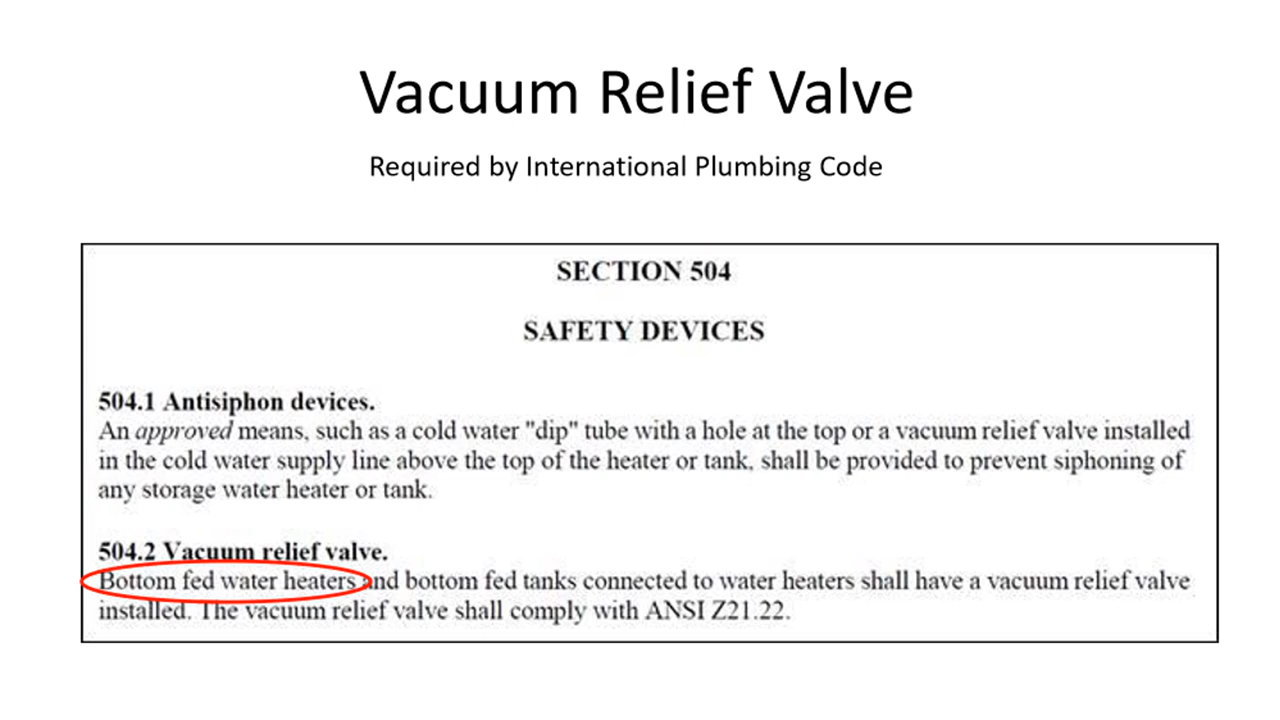 Vacuum Relief Valve
Required by International Plumbing Code
SECTION 504
SAFETY DEVICES
504.1 Antisiphon devices.
An approved means, such as a cold water "dip" tube with a hole at the top or a vacuum relief valve installed
in the cold water supply line above the top of the heater or tank, shall be provided to prevent siphoning of
any storage water heater or tank.
504.2 Vacuum relief valve.
Bottom fed water heaters and bottom fed tanks connected to water heaters shall have a vacuum relief valve
installed. The vacuum relief valve shall comply with ANSI Z21.22.